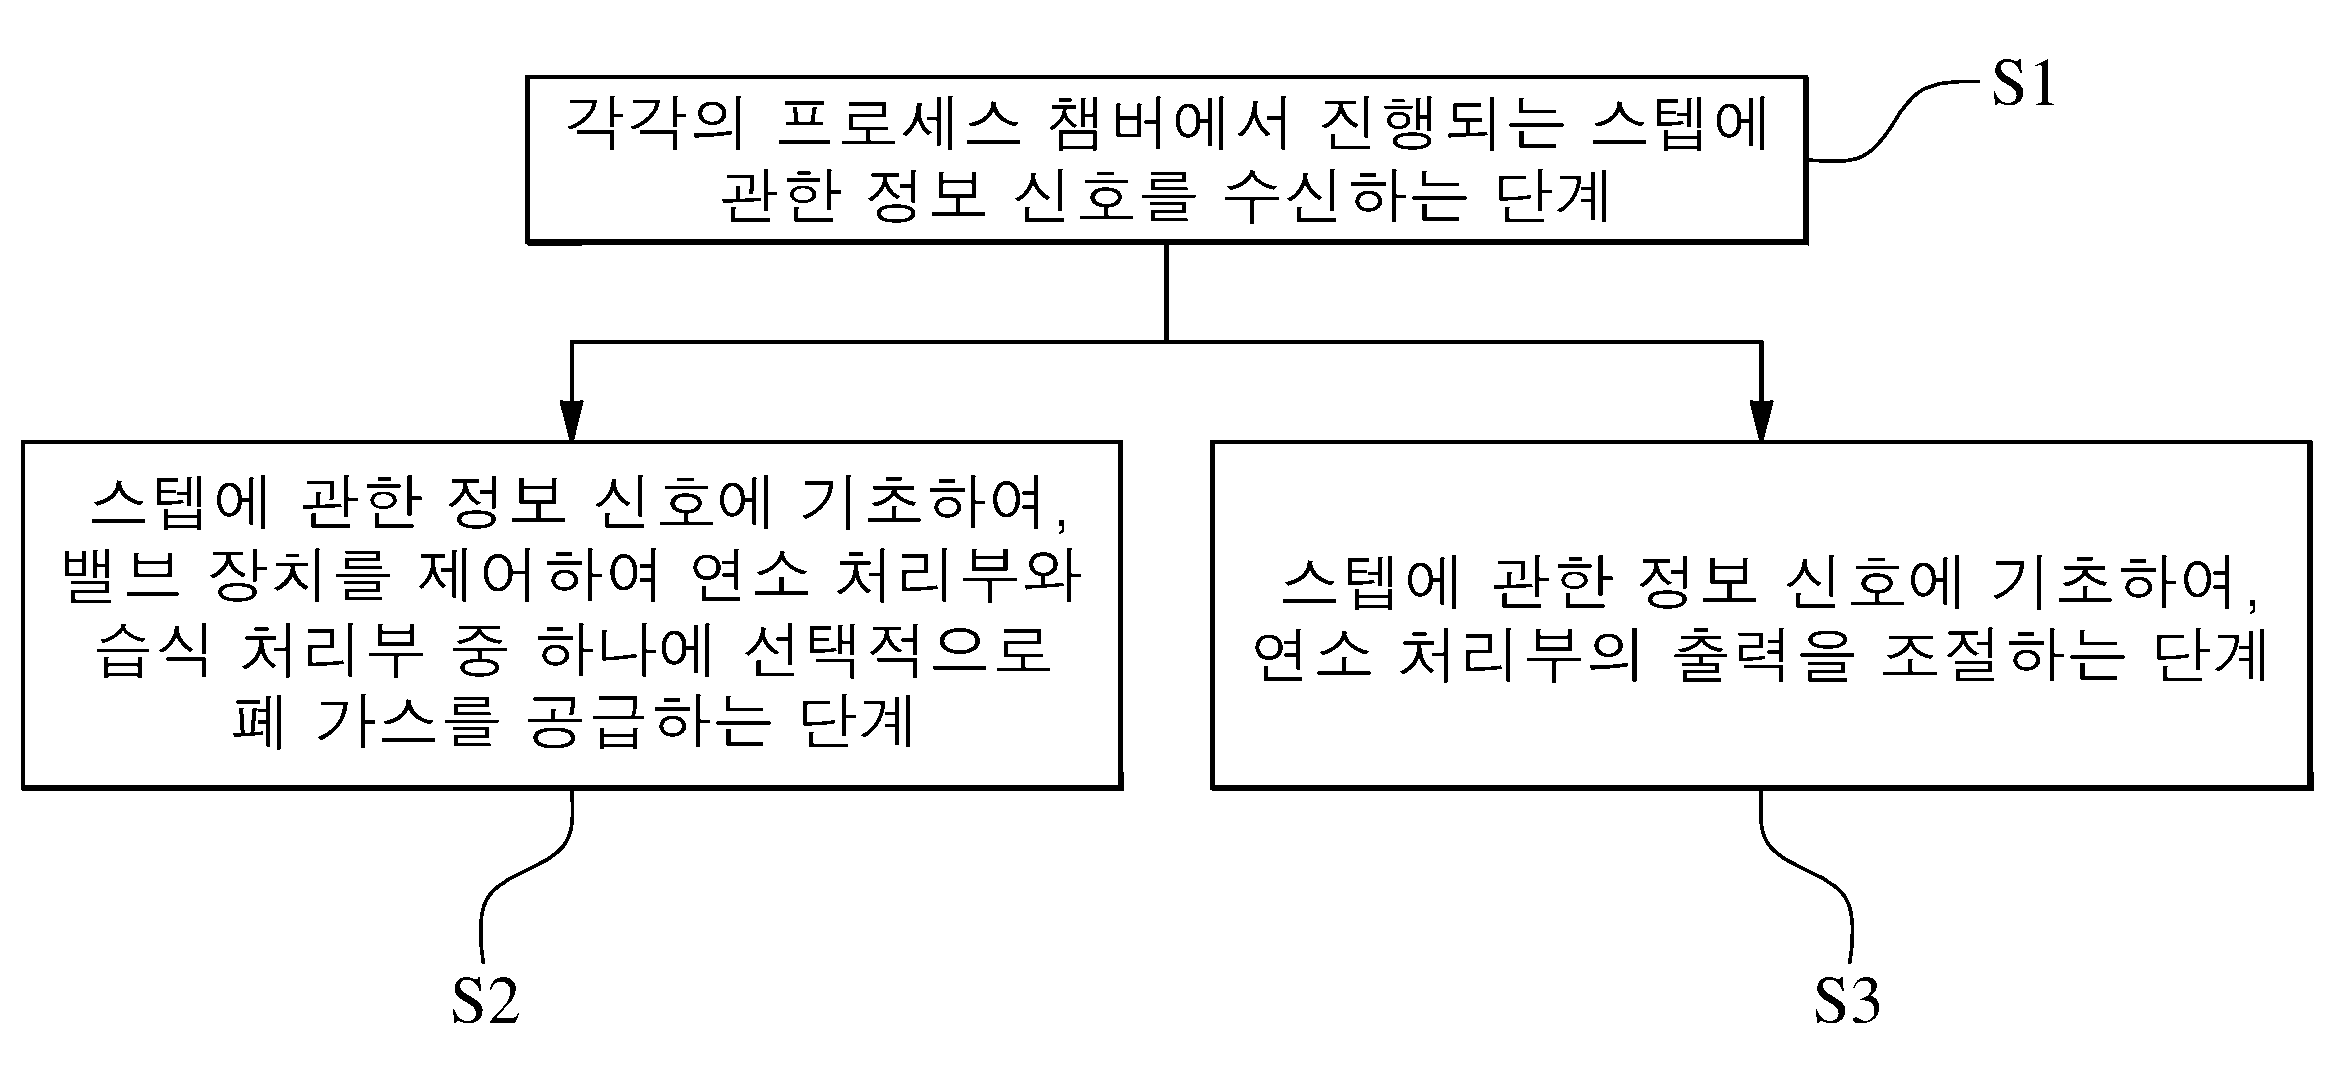 각각의 프로세스 챔버에서 진행되는 스텝에
관한 정보 신호를 수신하는 단계
S1
스텝에 관한 정보 신호에 기초하여,
밸브 장치를 제어하여 연소 처리부와
습식 처리부 중 하나에 선택적으로
폐 가스를 공급하는 단계
S2
스텝에 관한 정보 신호에 기초하여,
연소 처리부의 출력을 조절하는 단계
S3